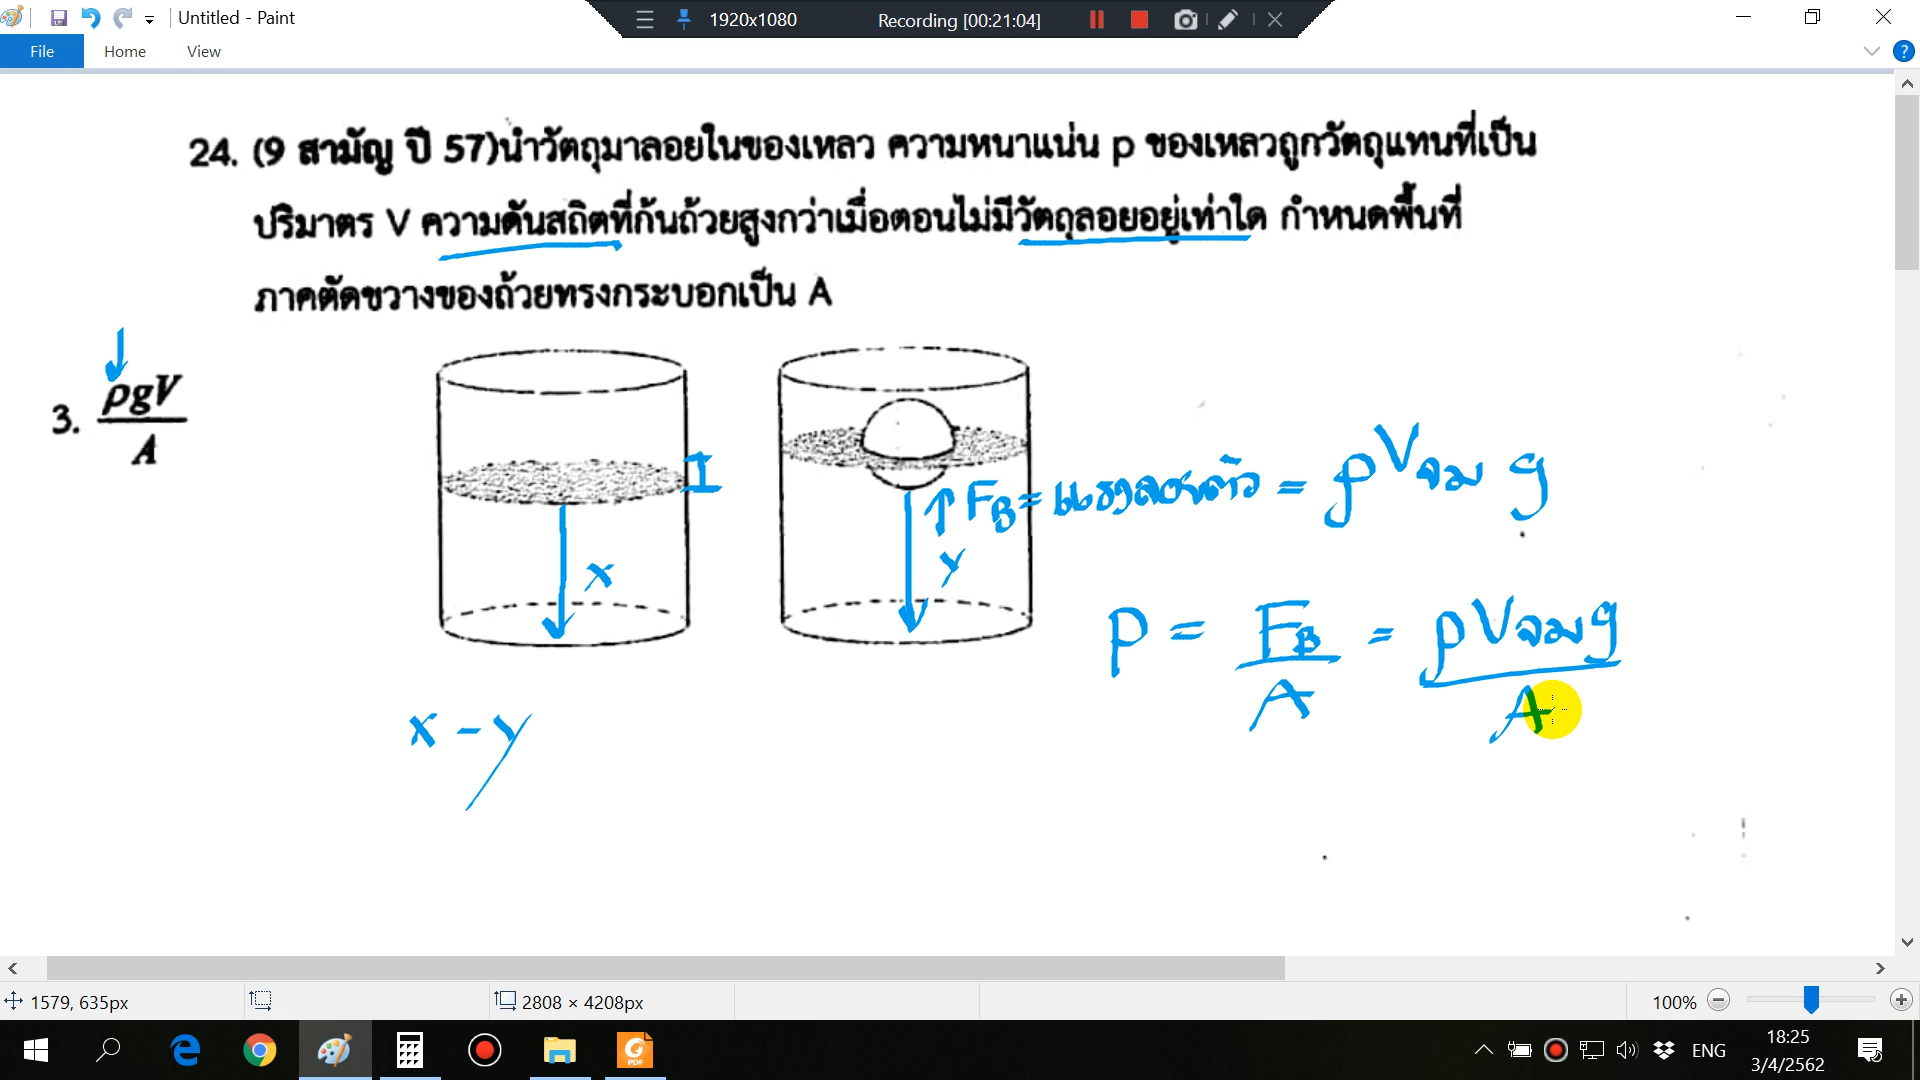 Untitled - Paint
1920x1080
Recording [00:21:04]
File
Home
View
24. (9 สามัญ ปี 57)นำวัตถุมาลอยในของเหลว ความหนาแน่น p ของเหลวถูกวัตถุแทนที่เป็น
ปริมาตร V ความดันสถิตที่ก้นถ้วยสูงกว่าเมื่อตอนไม่มีวัตถุลอยอยู่เท่าใด กำหนดพื้นที่
ภาคตัดขวางของถ้วยทรงกระบอกเป็น A
3. ρgV
A
I
↑ FB = แรงลอยตัว = ρ Vจม g
x
y
P = FB = ρVจมg
A A
x - y
1579, 635px
2808 × 4208px
100%
PDF
ENG
18:25
3/4/2562